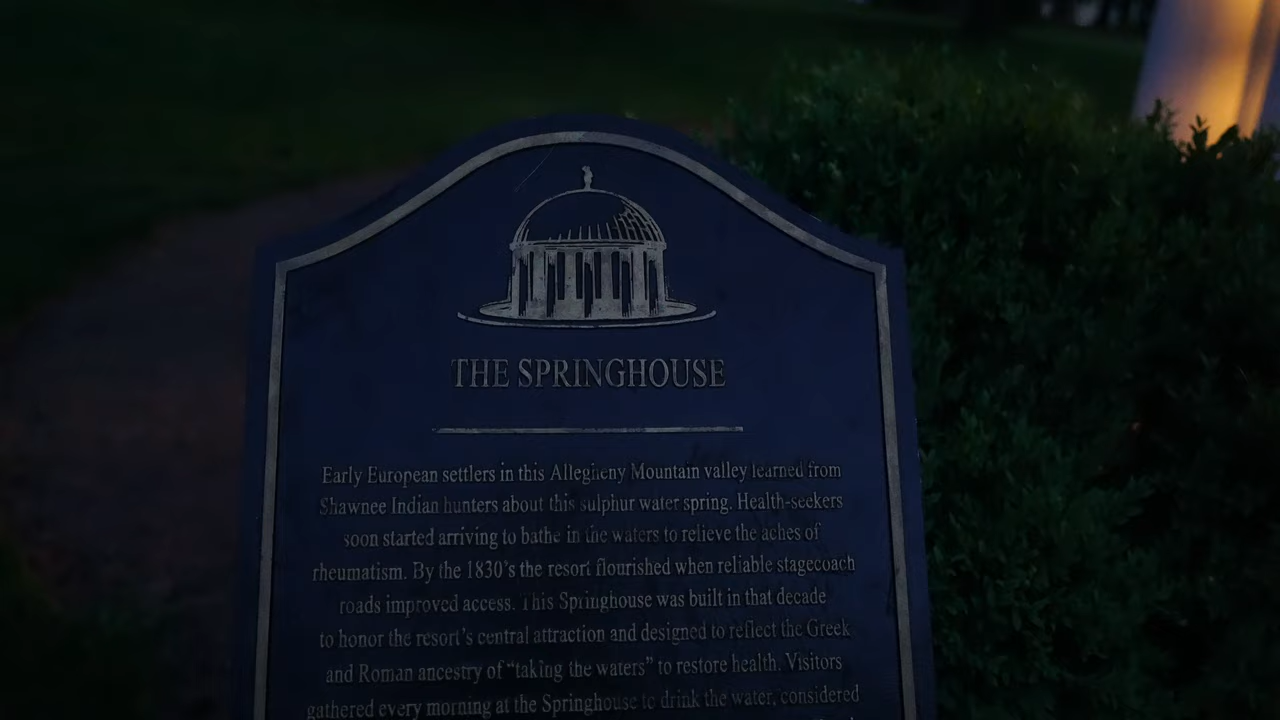 THE SPRINGHOUSE
Early European settlers in this Allegheny Mountain valley learned from
Shawnee Indian hunters about this sulphur water spring. Health-seekers
soon started arriving to bathe in the waters to relieve the aches of
rheumatism. By the 1830's the resort flourished when reliable stagecoach
roads improved access. This Springhouse was built in that decade
to honor the resort's central attraction and designed to reflect the Greek
and Roman ancestry of “taking the waters” to restore health. Visitors
gathered every morning at the Springhouse to drink the water, considered